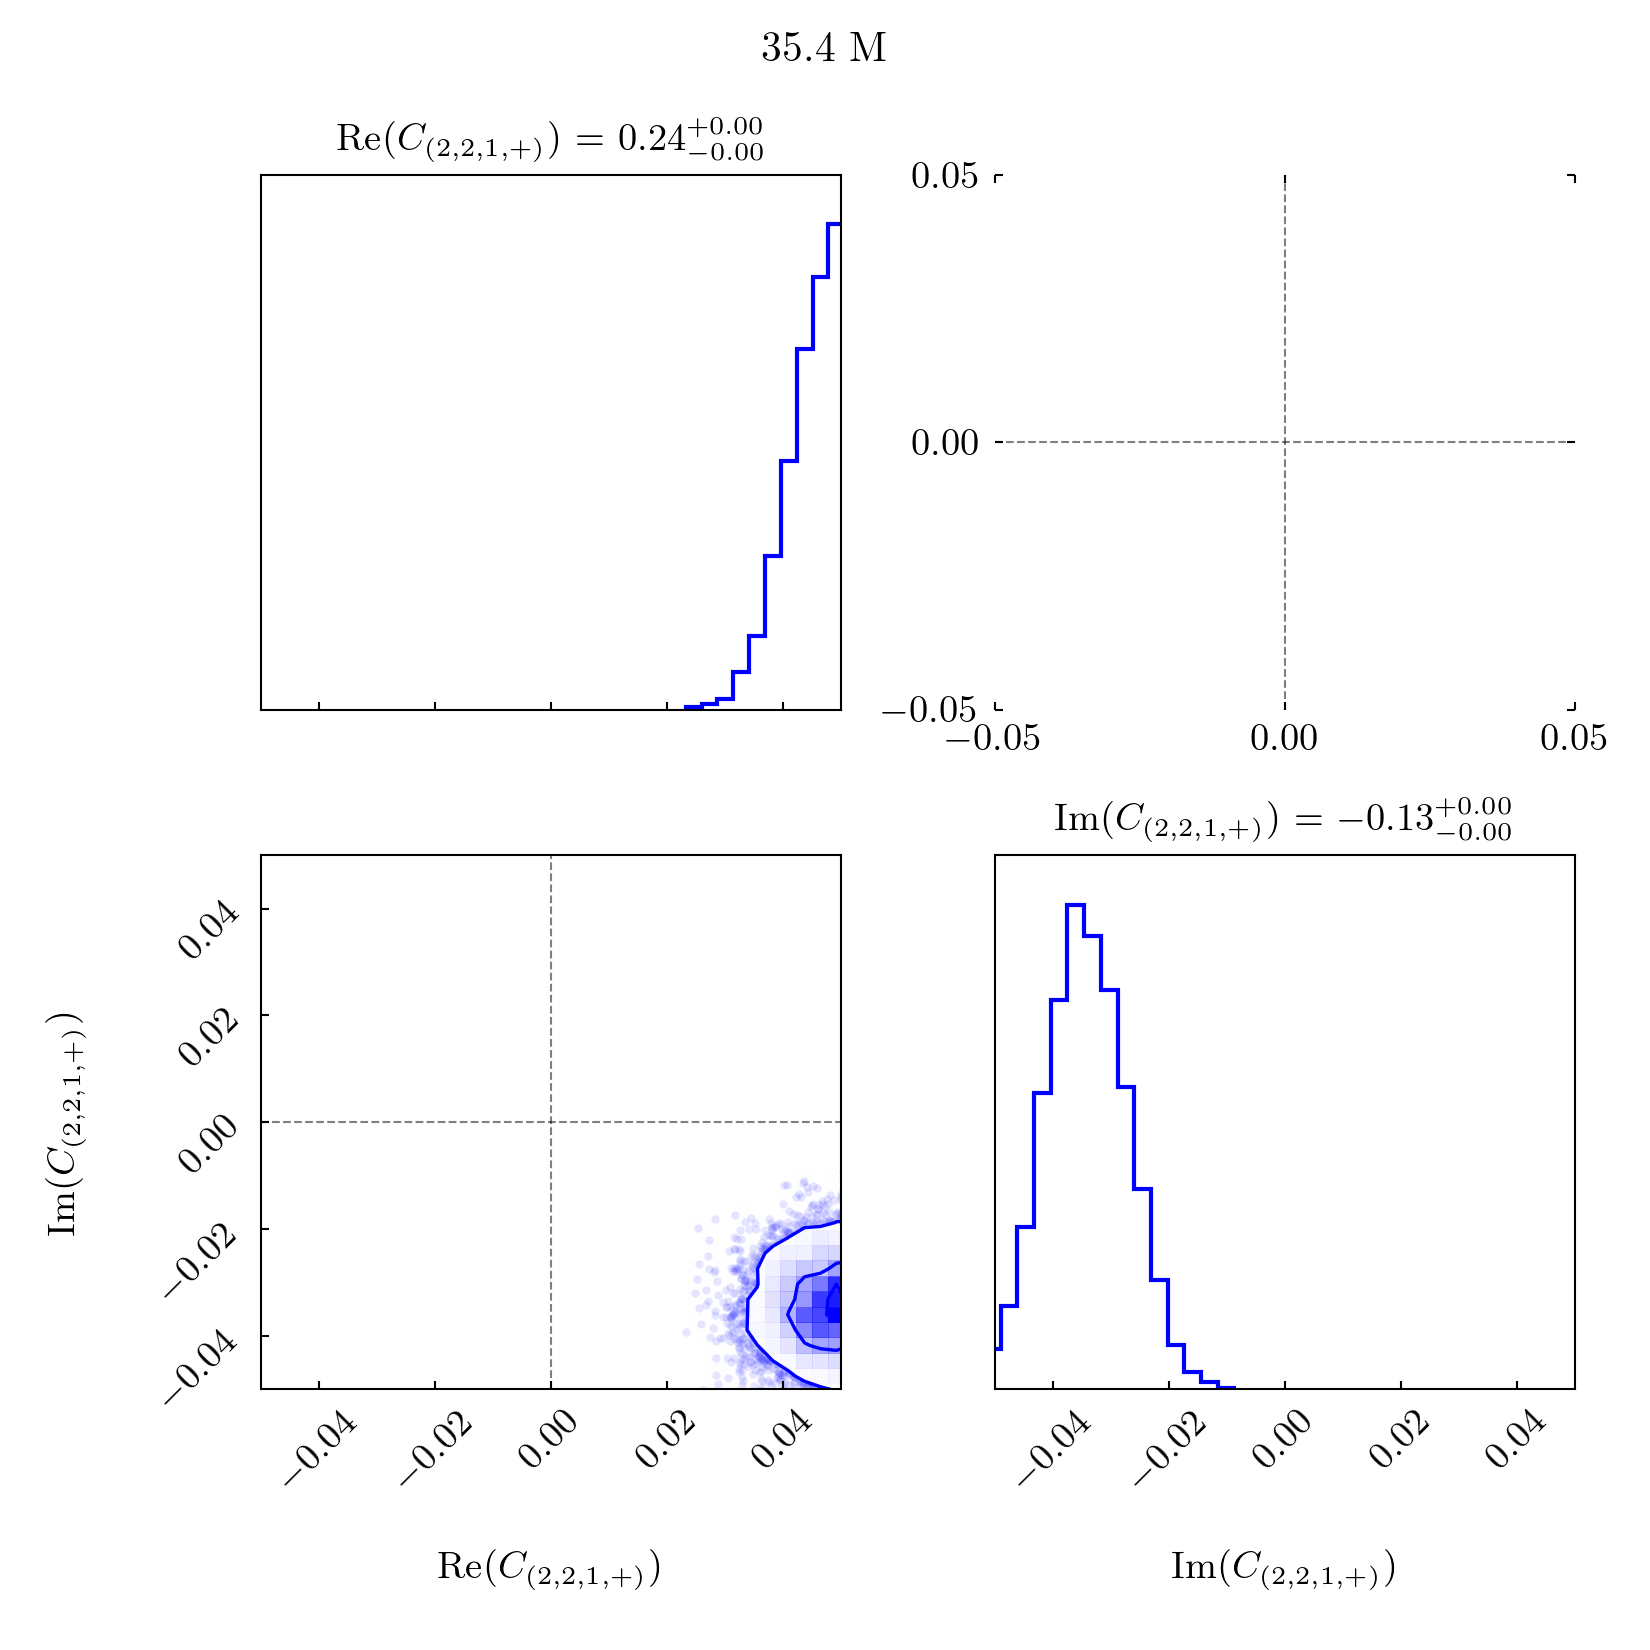 35.4 M
Re(C_(2,2,1,+)) = 0.24^{+0.00}_{−0.00}
0.05
0.00
−0.05
−0.05 0.00 0.05
Im(C_(2,2,1,+)) = −0.13^{+0.00}_{−0.00}
0.04
0.02
0.00
−0.02
−0.04
Im(C_(2,2,1,+))
−0.04 −0.02 0.00 0.02 0.04
−0.04 −0.02 0.00 0.02 0.04
Re(C_(2,2,1,+))
Im(C_(2,2,1,+))